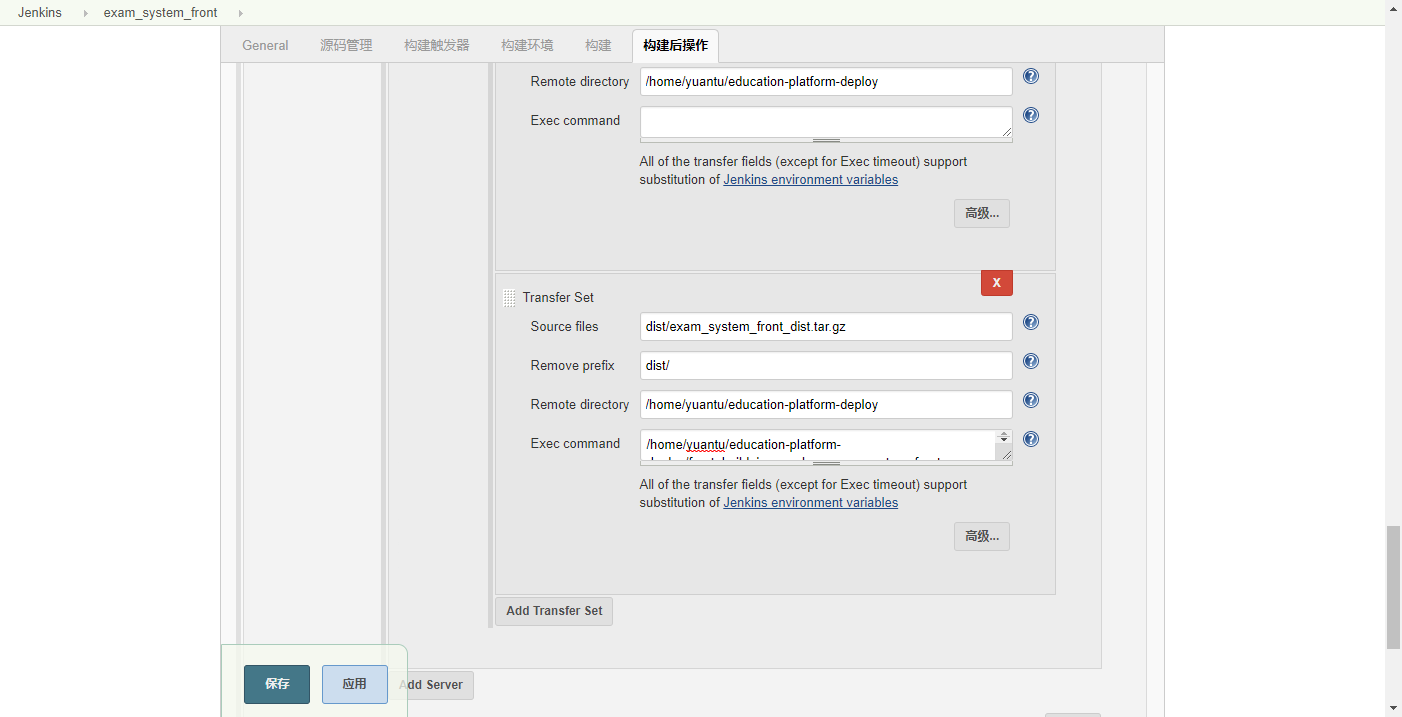 Jenkins
exam_system_front
General
源码管理
构建触发器
构建环境
构建
构建后操作
Remote directory
/home/yuantu/education-platform-deploy
Exec command
All of the transfer fields (except for Exec timeout) support
substitution of Jenkins environment variables
高级...
X
Transfer Set
Source files
dist/exam_system_front_dist.tar.gz
Remove prefix
dist/
Remote directory
/home/yuantu/education-platform-deploy
Exec command
/home/yuantu/education-platform-
All of the transfer fields (except for Exec timeout) support
substitution of Jenkins environment variables
高级...
Add Transfer Set
保存
应用
Add Server